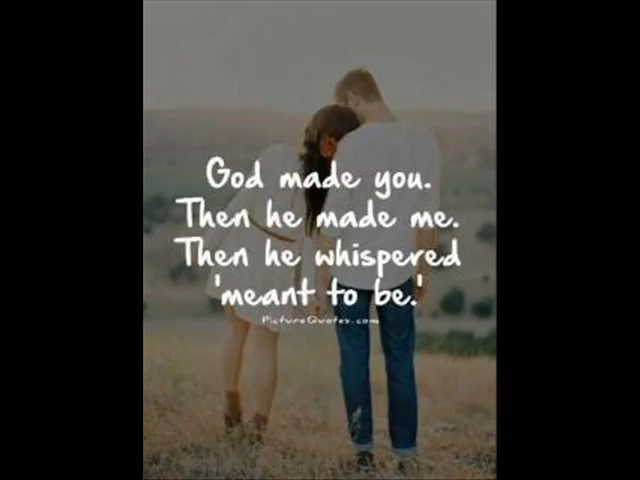 God made you.
Then he made me.
Then he whispered
'meant to be.'
PictureQuotes.com